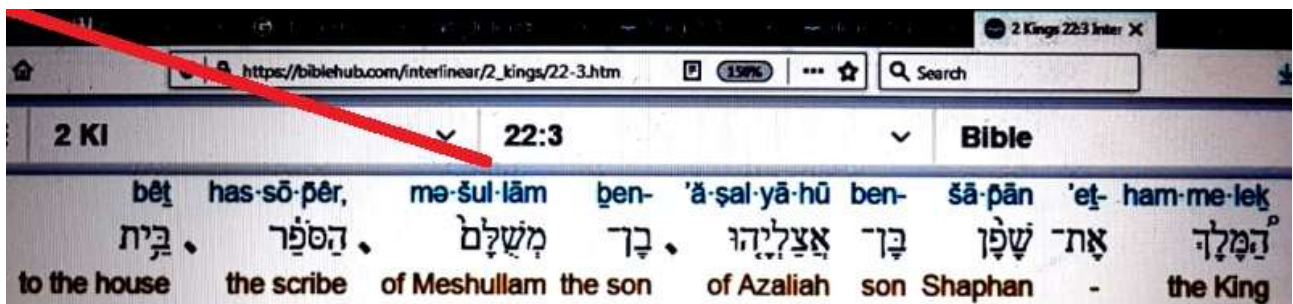 2 Kings 22:3 Inter
https://biblehub.com/interlinear/2_kings/22-3.htm 150% Search
2 KI 22:3 Bible
bêṯ has·sō·p̄êr, mə·šul·lām ḇen- 'ă·ṣal·yā·hū ben- šā·p̄ān 'eṯ- ham·me·leḵ
הַמֶּ֗לֶךְ אֶת־ שָׁפָ֨ן בֶּן־ אֲצַלְיָ֤הוּ בֶן־ מְשֻׁלָּם֙ הַסֹּפֵ֔ר בֵּ֥ית
to the house the scribe of Meshullam the son of Azaliah son Shaphan - the King